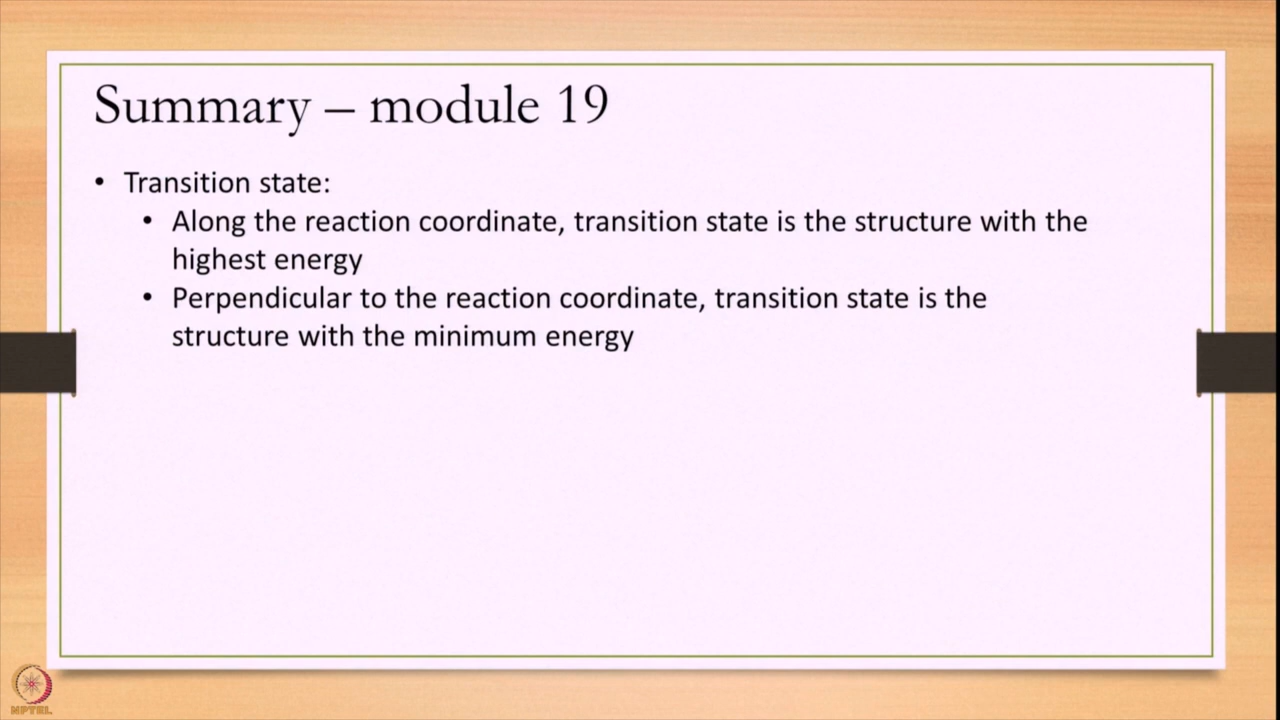 Summary – module 19
• Transition state:
• Along the reaction coordinate, transition state is the structure with the
highest energy
• Perpendicular to the reaction coordinate, transition state is the
structure with the minimum energy
NPTEL